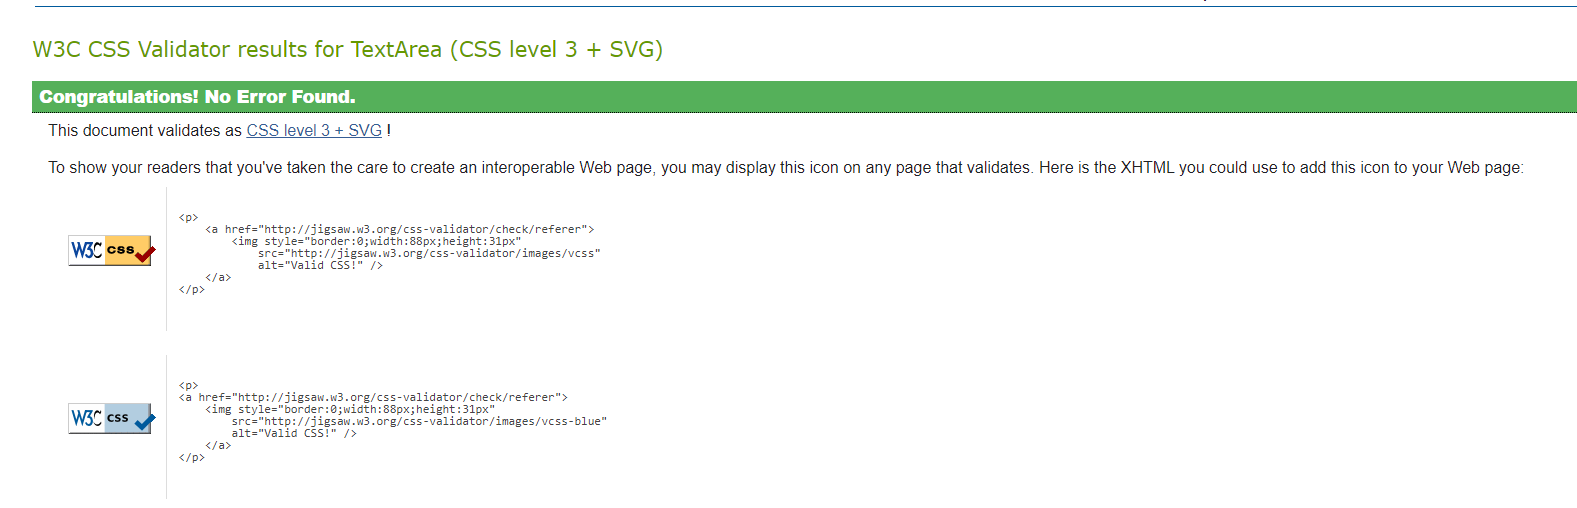 W3C CSS Validator results for TextArea (CSS level 3 + SVG)
Congratulations! No Error Found.
This document validates as CSS level 3 + SVG !
To show your readers that you've taken the care to create an interoperable Web page, you may display this icon on any page that validates. Here is the XHTML you could use to add this icon to your Web page:
W3C css
<p>
<a href="http://jigsaw.w3.org/css-validator/check/referer">
<img style="border:0;width:88px;height:31px"
src="http://jigsaw.w3.org/css-validator/images/vcss"
alt="Valid CSS!" />
</a>
</p>
W3C css
<p>
<a href="http://jigsaw.w3.org/css-validator/check/referer">
<img style="border:0;width:88px;height:31px"
src="http://jigsaw.w3.org/css-validator/images/vcss-blue"
alt="Valid CSS!" />
</a>
</p>